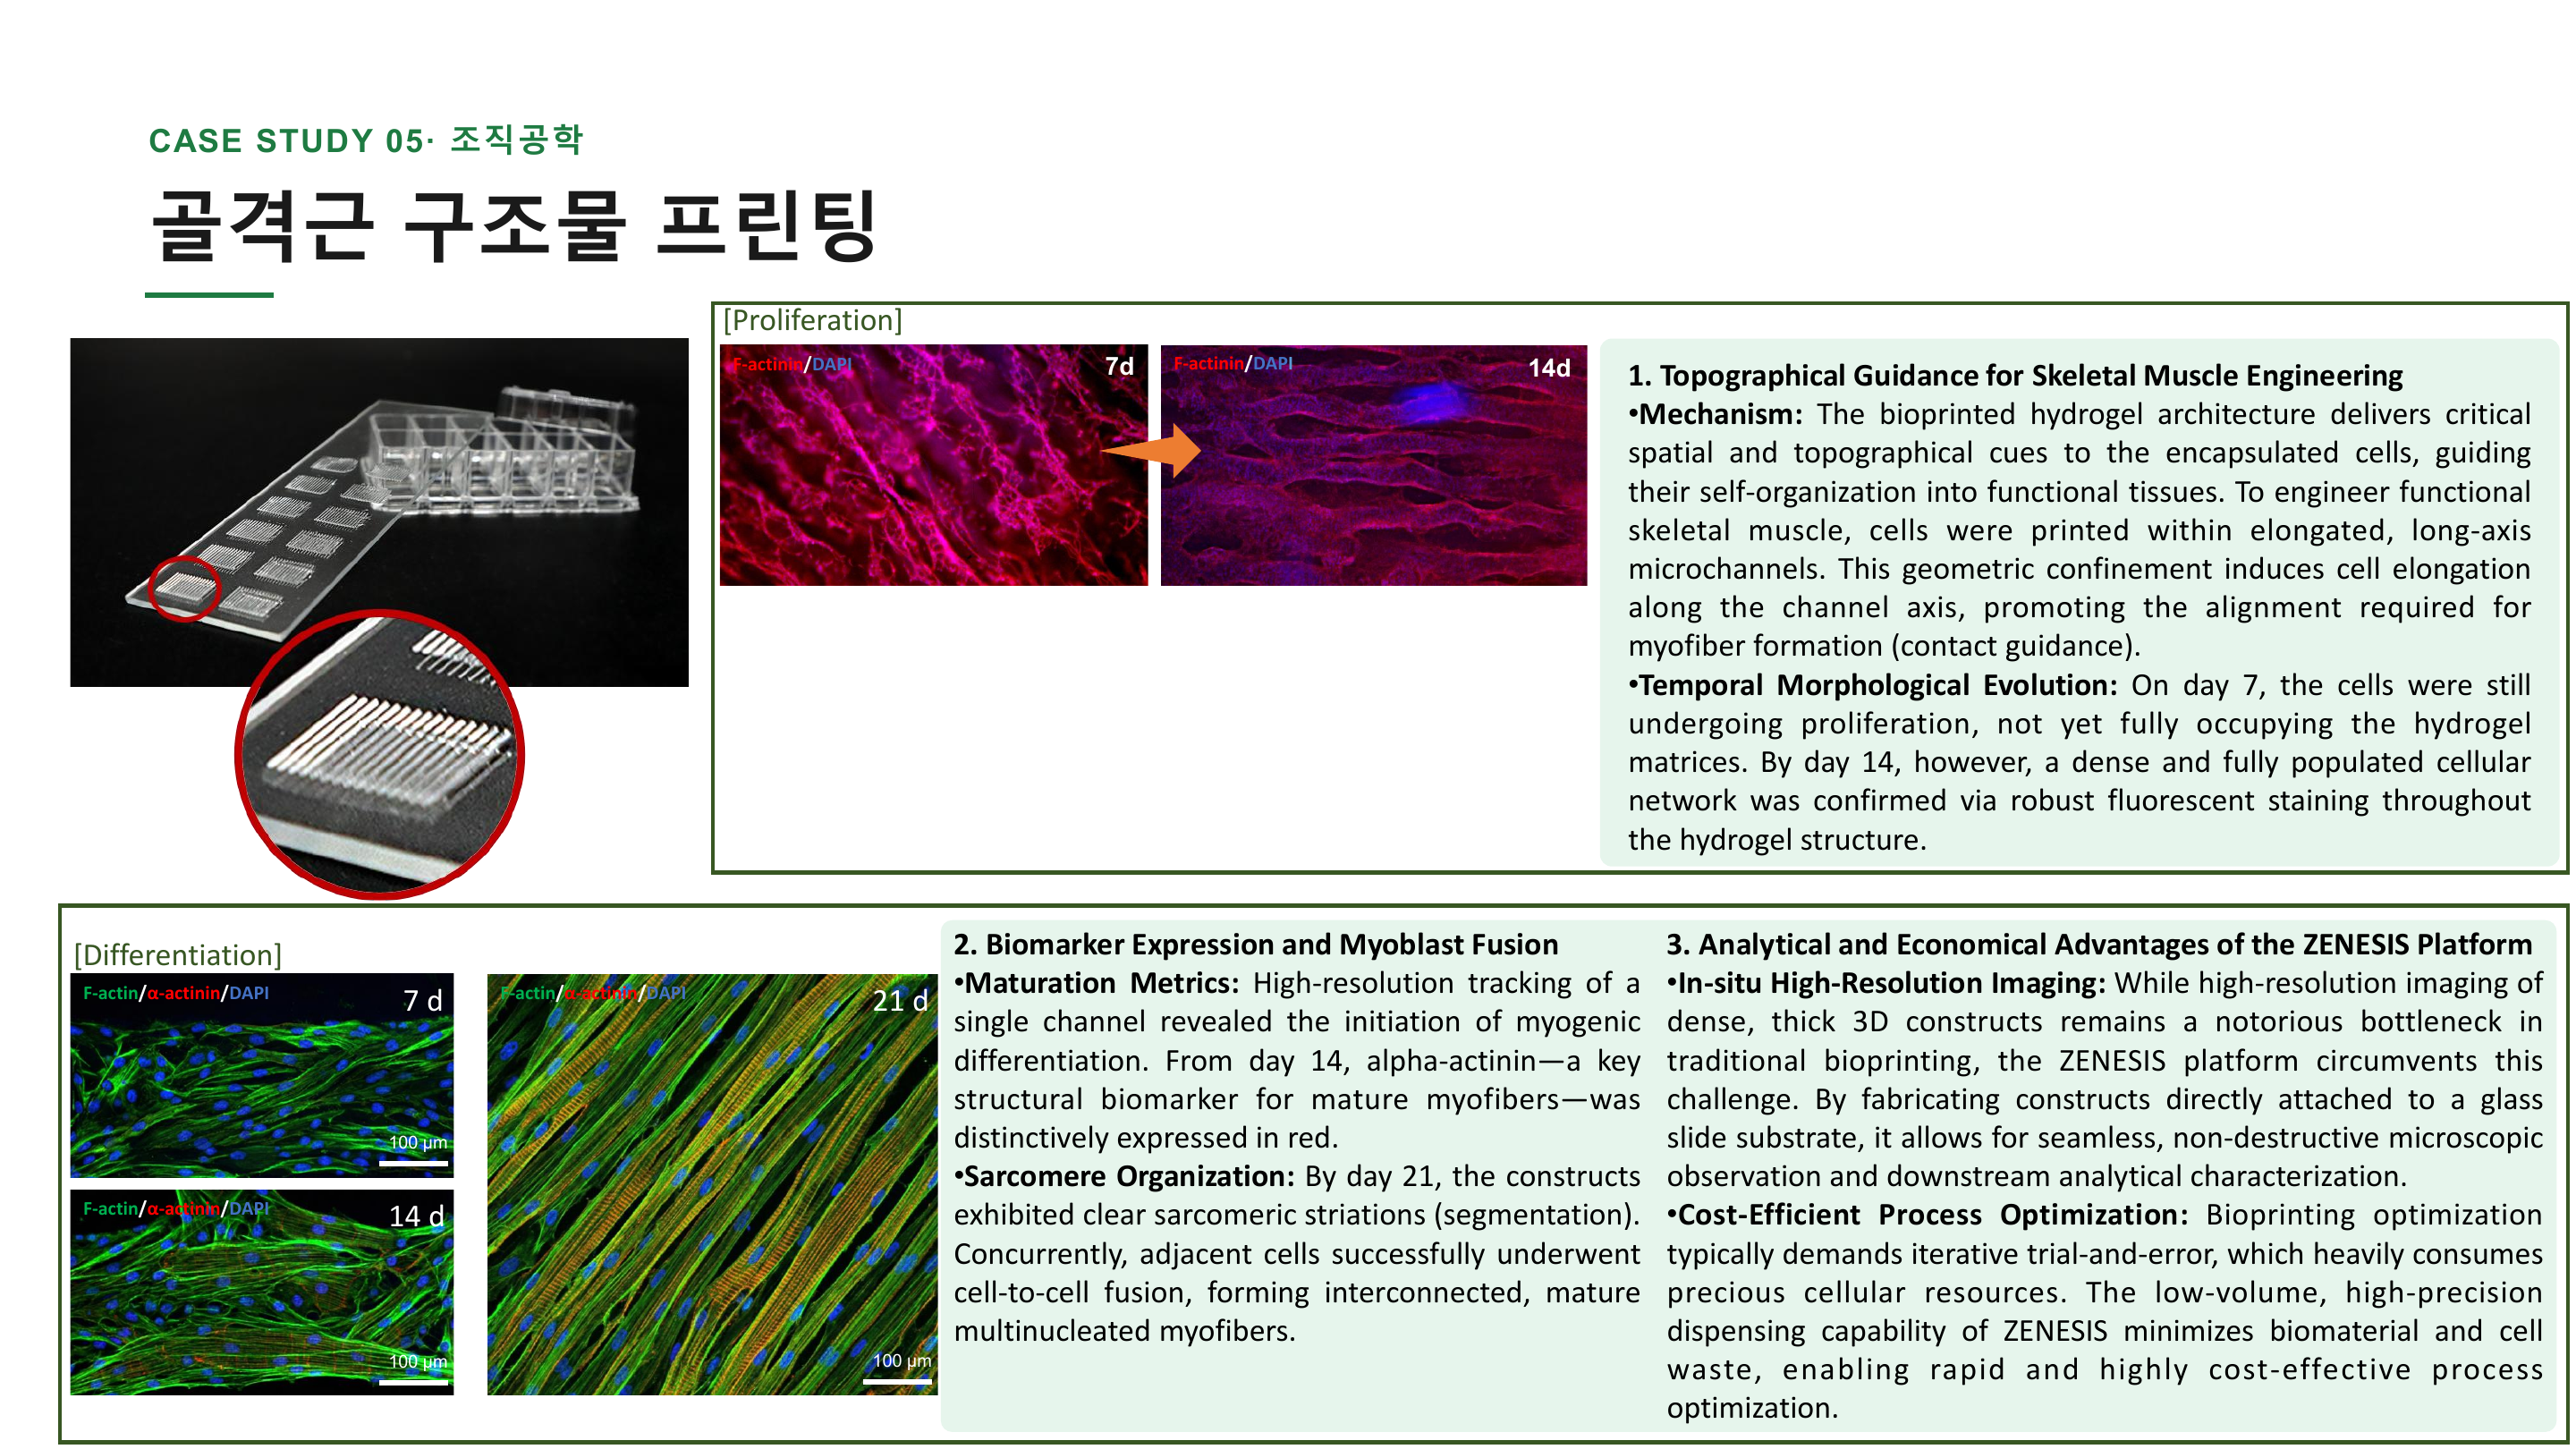 CASE STUDY 05· 조직공학
골격근 구조물 프린팅
[Proliferation]
F-actinin/DAPI
7d
F-actinin/DAPI
14d
1. Topographical Guidance for Skeletal Muscle Engineering
•Mechanism: The bioprinted hydrogel architecture delivers critical
spatial and topographical cues to the encapsulated cells, guiding
their self-organization into functional tissues. To engineer functional
skeletal muscle, cells were printed within elongated, long-axis
microchannels. This geometric confinement induces cell elongation
along the channel axis, promoting the alignment required for
myofiber formation (contact guidance).
•Temporal Morphological Evolution: On day 7, the cells were still
undergoing proliferation, not yet fully occupying the hydrogel
matrices. By day 14, however, a dense and fully populated cellular
network was confirmed via robust fluorescent staining throughout
the hydrogel structure.
[Differentiation]
F-actin/α-actinin/DAPI
7 d
100 µm
F-actin/α-actinin/DAPI
14 d
100 µm
F-actin/α-actinin/DAPI
21 d
100 µm
2. Biomarker Expression and Myoblast Fusion
•Maturation Metrics: High-resolution tracking of a
single channel revealed the initiation of myogenic
differentiation. From day 14, alpha-actinin—a key
structural biomarker for mature myofibers—was
distinctively expressed in red.
•Sarcomere Organization: By day 21, the constructs
exhibited clear sarcomeric striations (segmentation).
Concurrently, adjacent cells successfully underwent
cell-to-cell fusion, forming interconnected, mature
multinucleated myofibers.
3. Analytical and Economical Advantages of the ZENESIS Platform
•In-situ High-Resolution Imaging: While high-resolution imaging of
dense, thick 3D constructs remains a notorious bottleneck in
traditional bioprinting, the ZENESIS platform circumvents this
challenge. By fabricating constructs directly attached to a glass
slide substrate, it allows for seamless, non-destructive microscopic
observation and downstream analytical characterization.
•Cost-Efficient Process Optimization: Bioprinting optimization
typically demands iterative trial-and-error, which heavily consumes
precious cellular resources. The low-volume, high-precision
dispensing capability of ZENESIS minimizes biomaterial and cell
waste, enabling rapid and highly cost-effective process
optimization.